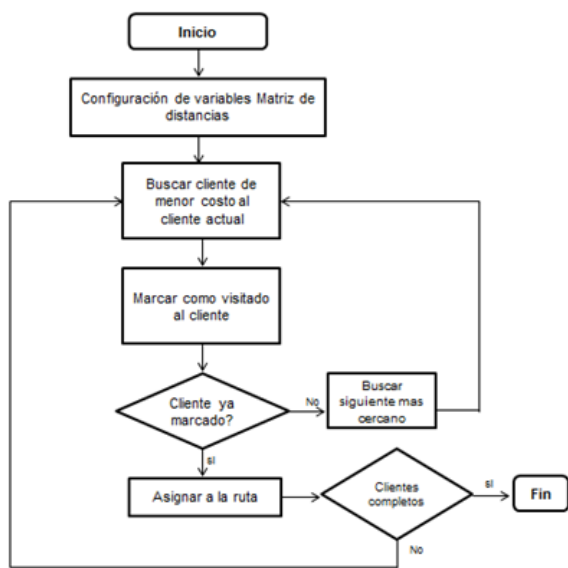 Inicio
Configuración de variables Matriz de
distancias
Buscar cliente de
menor costo al
cliente actual
Marcar como visitado
al cliente
Cliente ya
marcado?
No
Buscar
siguiente mas
cercano
si
Asignar a la ruta
Clientes
completos
si
Fin
No